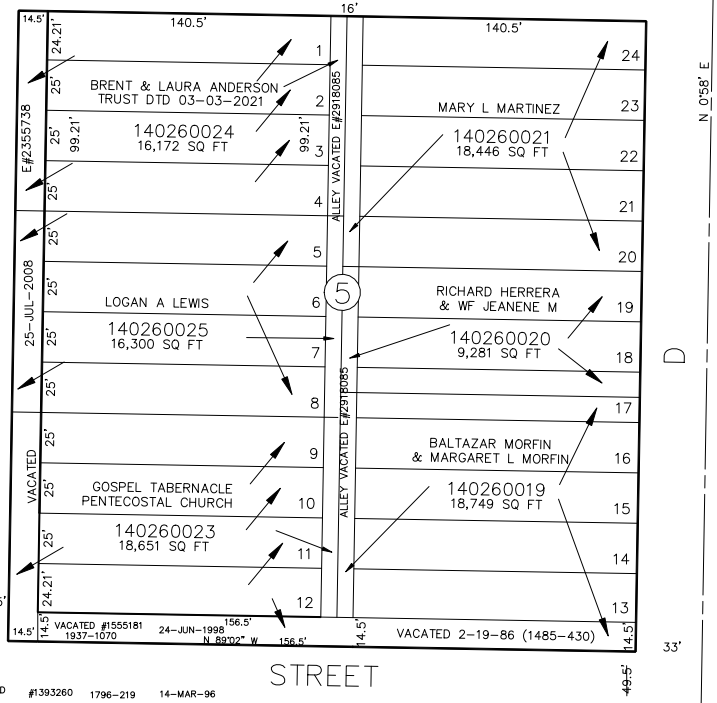 16'
14.5' 140.5' 140.5'
24.21' 1 24
25' BRENT & LAURA ANDERSON
TRUST DTD 03-03-2021 2 23
MARY L MARTINEZ
25' 99.21' 140260024 99.21' 3 140260021
16,172 SQ FT 18,446 SQ FT 22
E#2355738
ALLEY VACATED E#2918085
N 0°58' E
25' 4 21
25' 5 20
25-JUL-2008
25' LOGAN A LEWIS 6 5 RICHARD HERRERA
& WF JEANENE M 19
25' 140260025 140260020
16,300 SQ FT 7 9,281 SQ FT 18
D
25' 8 17
ALLEY VACATED E#2918085
25' 9 BALTAZAR MORFIN
& MARGARET L MORFIN 16
VACATED
25' GOSPEL TABERNACLE
PENTECOSTAL CHURCH 10 140260019
18,749 SQ FT 15
25' 140260023
18,651 SQ FT 11 14
24.21' 12 13
14.5' 14.5' VACATED #1555181 24-JUN-1998 156.5' 14.5' VACATED 2-19-86 (1485-430) 14.5'
1937-1070 N 89°02" W 156.5' 33'
STREET 49.5'
D #1393260 1796-219 14-MAR-96